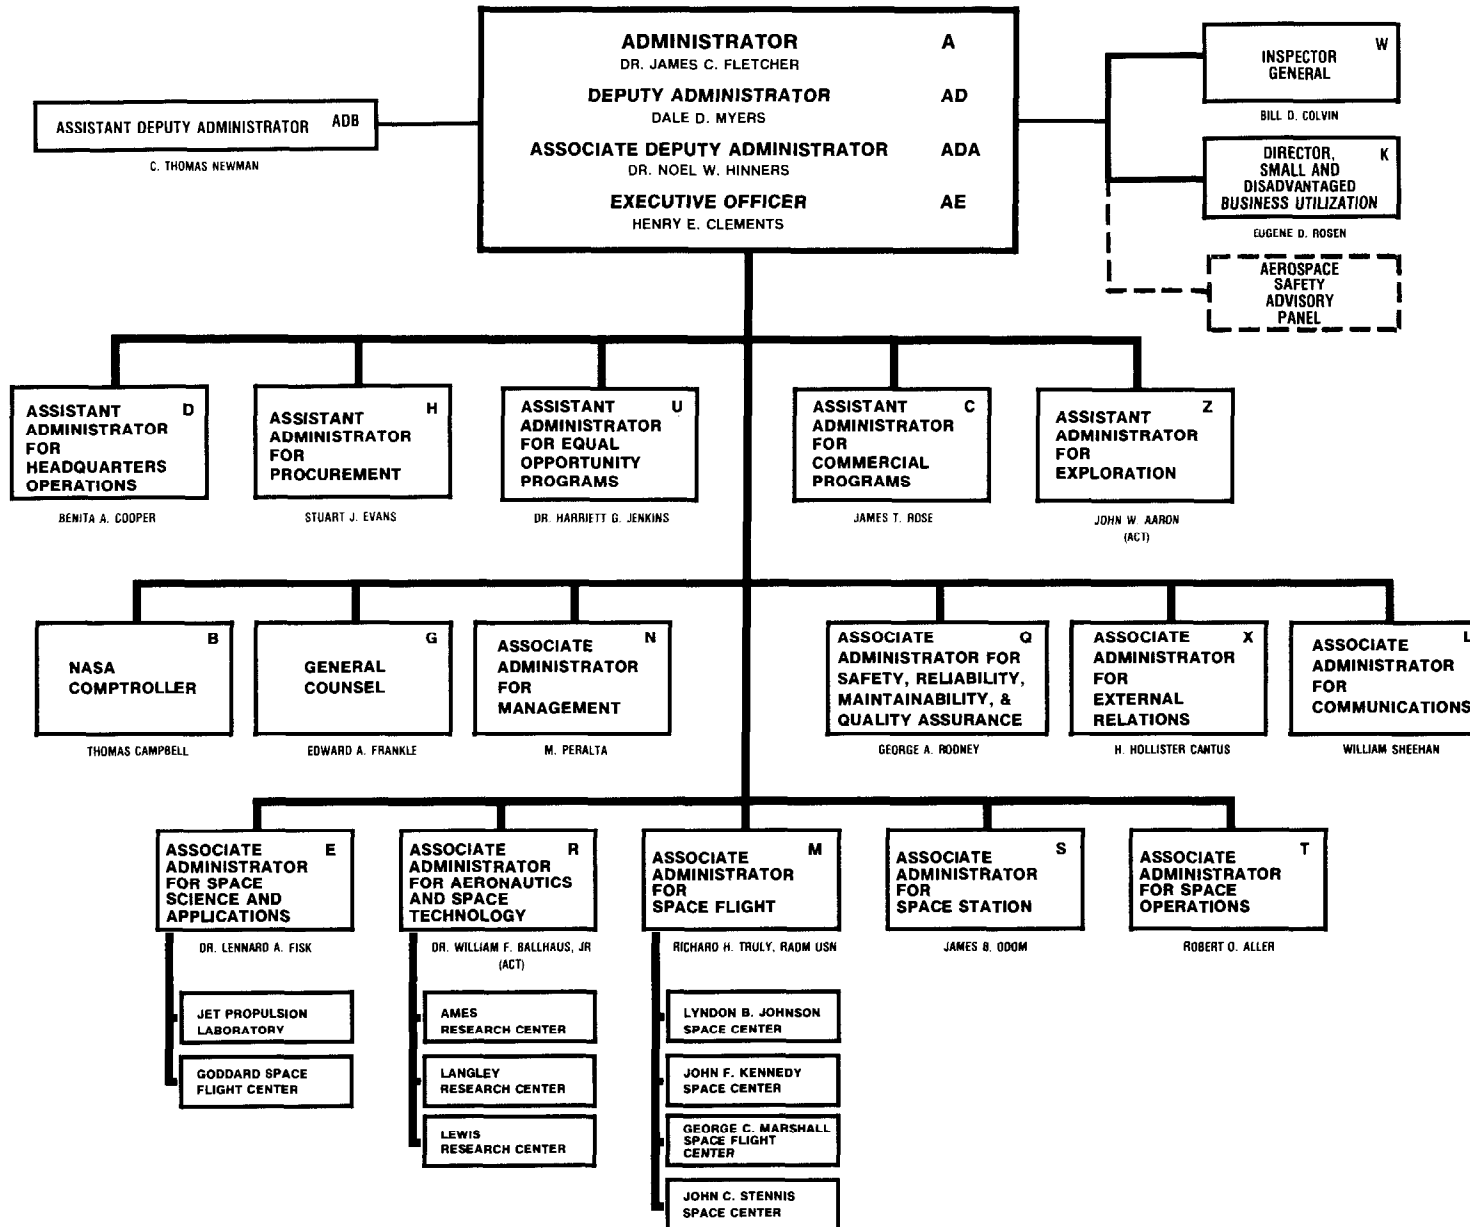 ADMINISTRATOR A
DR. JAMES C. FLETCHER
DEPUTY ADMINISTRATOR AD
DALE D. MYERS
ASSOCIATE DEPUTY ADMINISTRATOR ADA
DR. NOEL W. HINNERS
EXECUTIVE OFFICER AE
HENRY E. CLEMENTS
ASSISTANT DEPUTY ADMINISTRATOR ADB
C. THOMAS NEWMAN
W
INSPECTOR
GENERAL
BILL D. COLVIN
DIRECTOR, K
SMALL AND
DISADVANTAGED
BUSINESS UTILIZATION
EUGENE D. ROSEN
AEROSPACE
SAFETY
ADVISORY
PANEL
ASSISTANT D
ADMINISTRATOR
FOR
HEADQUARTERS
OPERATIONS
BENITA A. COOPER
ASSISTANT H
ADMINISTRATOR
FOR
PROCUREMENT
STUART J. EVANS
ASSISTANT U
ADMINISTRATOR
FOR EQUAL
OPPORTUNITY
PROGRAMS
DR. HARRIETT G. JENKINS
ASSISTANT C
ADMINISTRATOR
FOR
COMMERCIAL
PROGRAMS
JAMES T. ROSE
ASSISTANT Z
ADMINISTRATOR
FOR
EXPLORATION
JOHN W. AARON
(ACT)
B
NASA
COMPTROLLER
THOMAS CAMPBELL
G
GENERAL
COUNSEL
EDWARD A. FRANKLE
ASSOCIATE N
ADMINISTRATOR
FOR
MANAGEMENT
M. PERALTA
ASSOCIATE Q
ADMINISTRATOR FOR
SAFETY, RELIABILITY,
MAINTAINABILITY, &
QUALITY ASSURANCE
GEORGE A. RODNEY
ASSOCIATE X
ADMINISTRATOR
FOR
EXTERNAL
RELATIONS
H. HOLLISTER CANTUS
ASSOCIATE L
ADMINISTRATOR
FOR
COMMUNICATIONS
WILLIAM SHEEHAN
ASSOCIATE E
ADMINISTRATOR
FOR SPACE
SCIENCE AND
APPLICATIONS
DR. LENNARD A. FISK
JET PROPULSION
LABORATORY
GODDARD SPACE
FLIGHT CENTER
ASSOCIATE R
ADMINISTRATOR
FOR AERONAUTICS
AND SPACE
TECHNOLOGY
DR. WILLIAM F. BALLHAUS, JR
(ACT)
AMES
RESEARCH CENTER
LANGLEY
RESEARCH CENTER
LEWIS
RESEARCH CENTER
ASSOCIATE M
ADMINISTRATOR
FOR
SPACE FLIGHT
RICHARD H. TRULY, RADM USN
LYNDON B. JOHNSON
SPACE CENTER
JOHN F. KENNEDY
SPACE CENTER
GEORGE C. MARSHALL
SPACE FLIGHT
CENTER
JOHN C. STENNIS
SPACE CENTER
ASSOCIATE S
ADMINISTRATOR
FOR
SPACE STATION
JAMES B. ODOM
ASSOCIATE T
ADMINISTRATOR
FOR SPACE
OPERATIONS
ROBERT O. ALLER